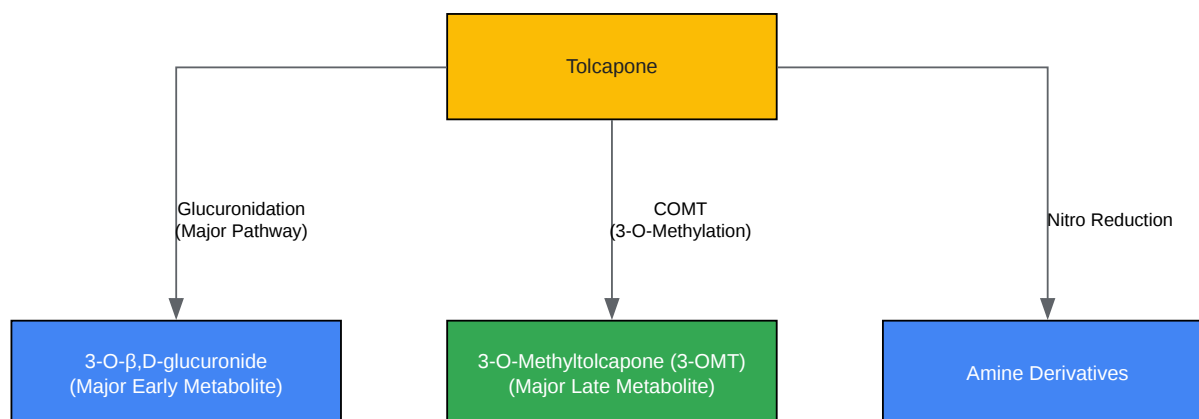 Tolcapone
Glucuronidation
(Major Pathway)
COMT
(3-O-Methylation)
Nitro Reduction
3-O-β,D-glucuronide
(Major Early Metabolite)
3-O-Methyltolcapone (3-OMT)
(Major Late Metabolite)
Amine Derivatives